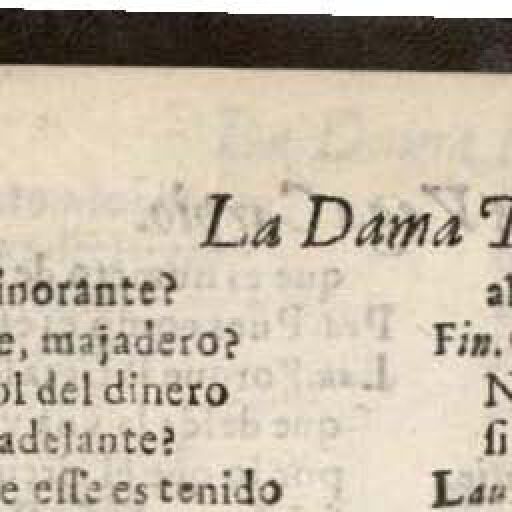 La Dama
inorante?
e, majadero?
ol del dinero
adelante?
e esse es tenido
al
Fin.
N
si
Lau